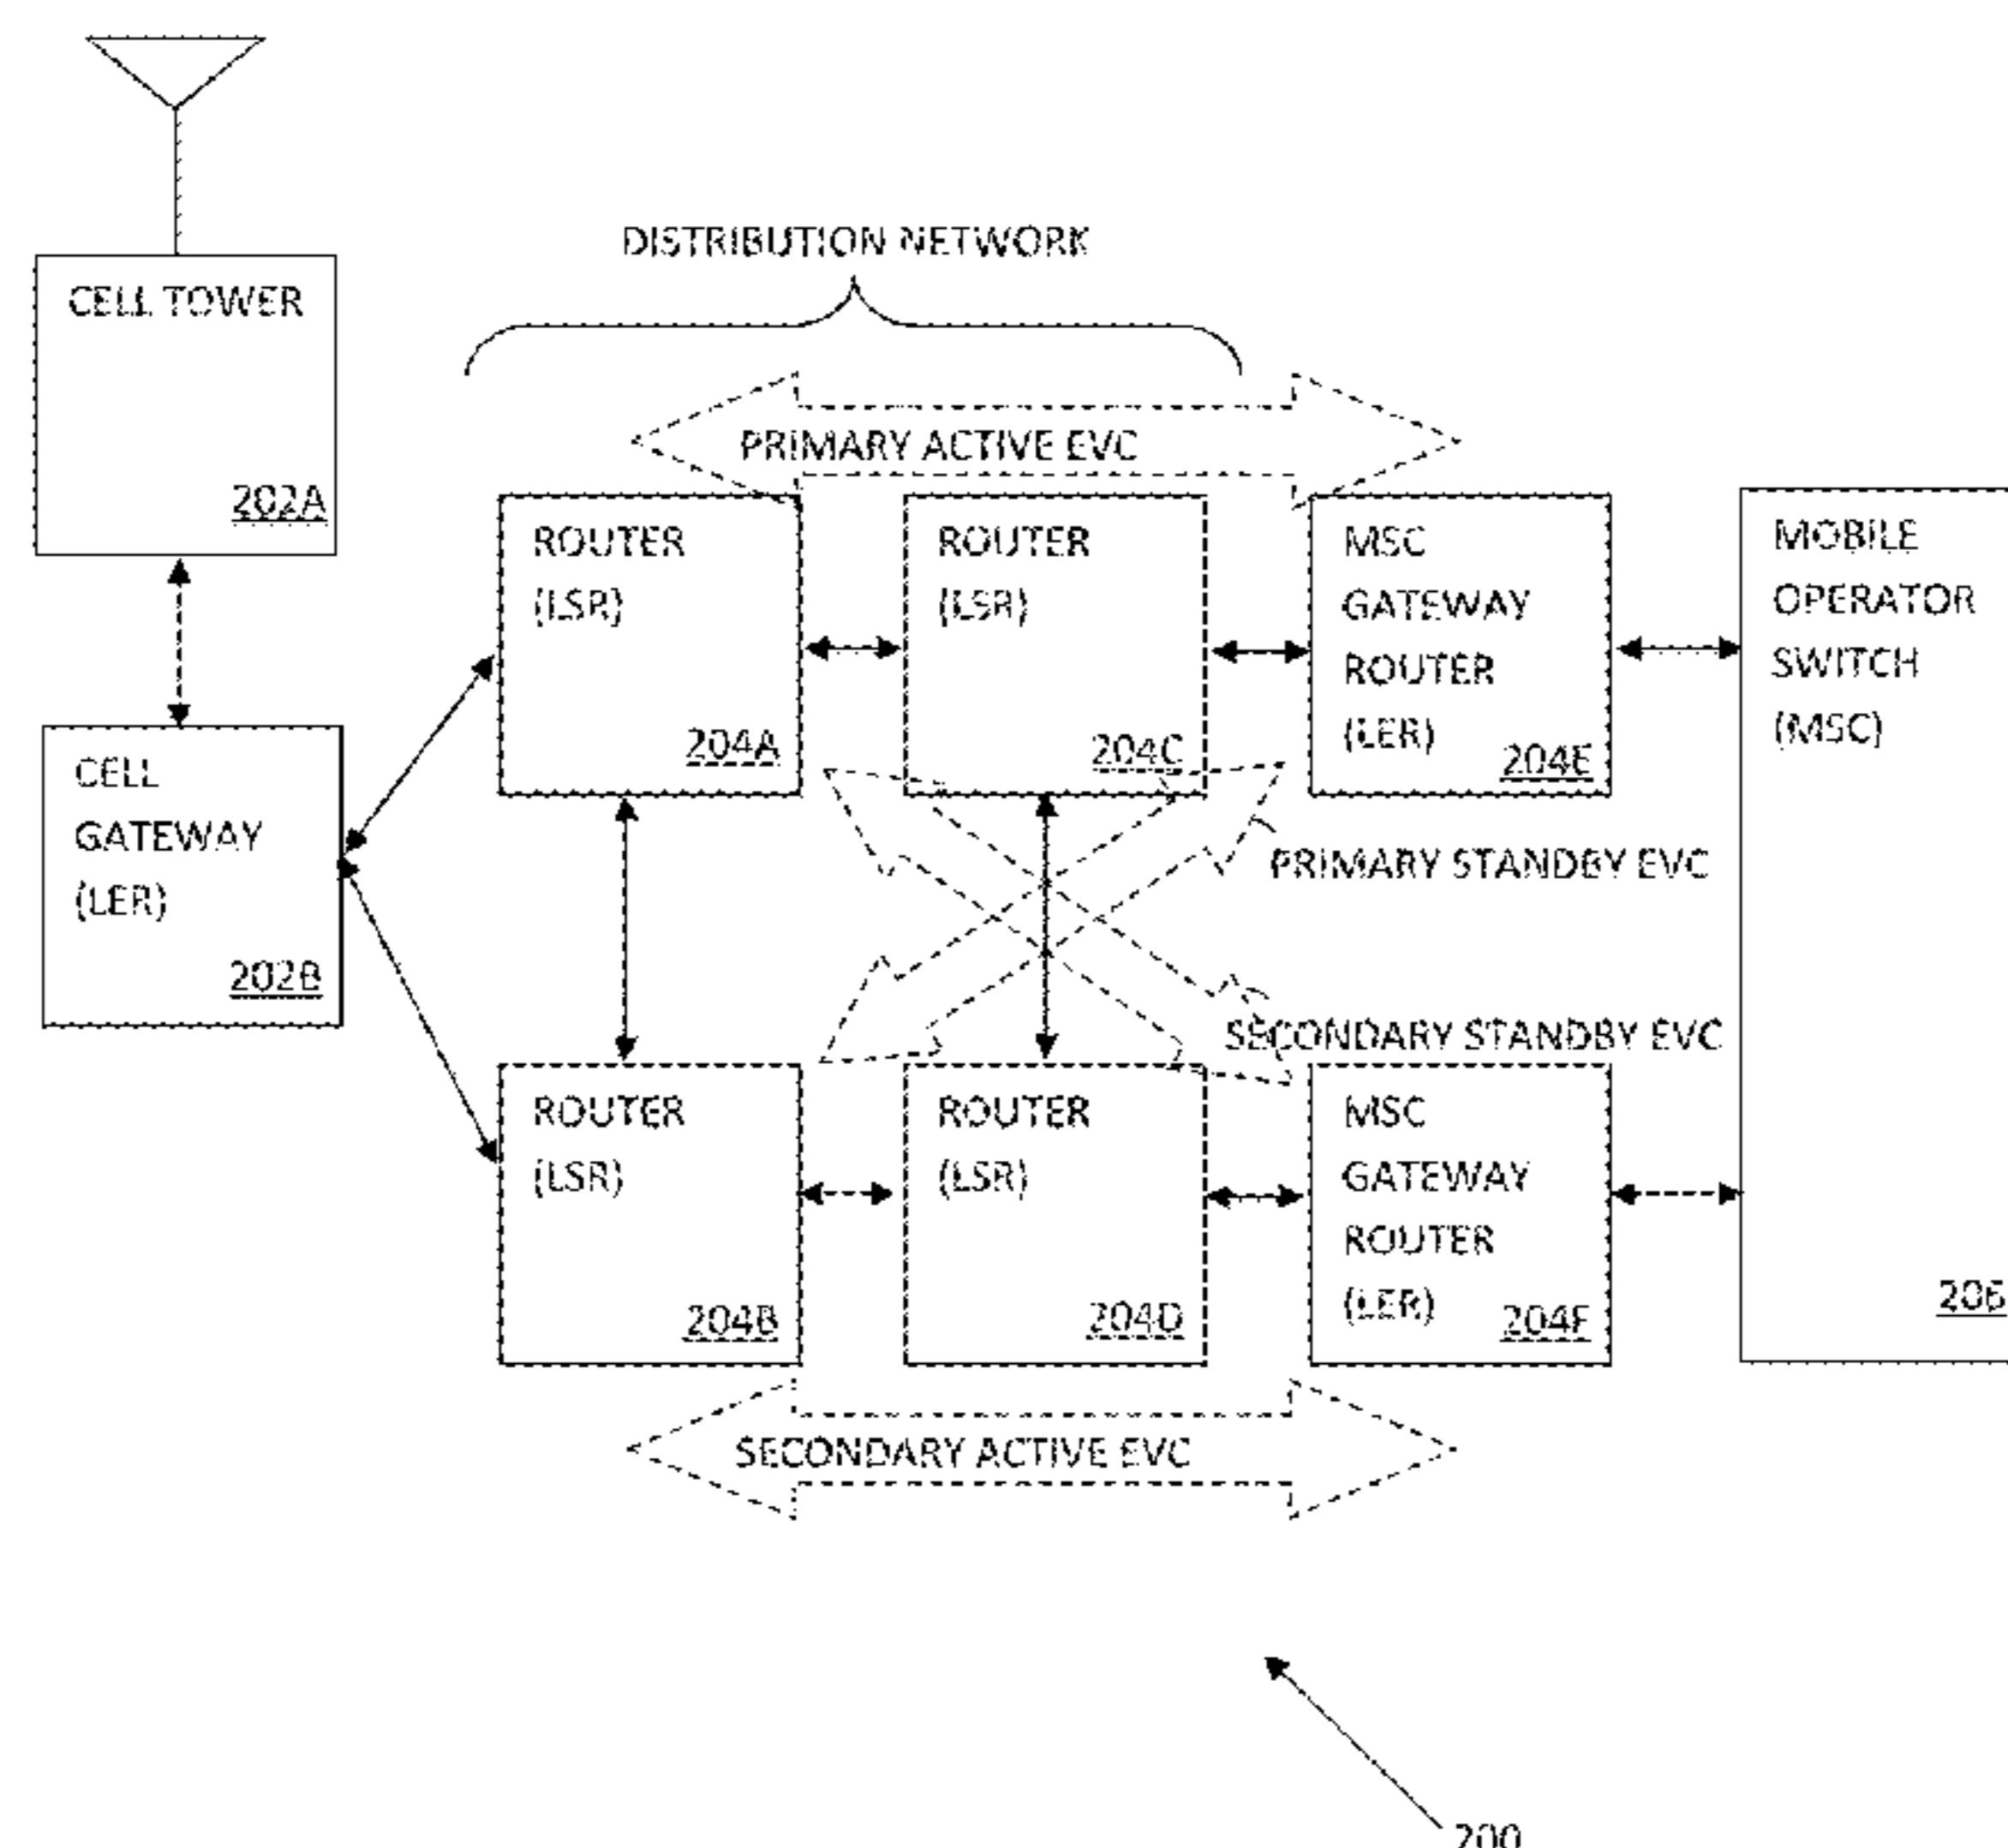 DISTRIBUTION NETWORK
CELL TOWER
202A
PRIMARY ACTIVE EVC
ROUTER
(LSR)
204A
ROUTER
(LSR)
204C
MSC
GATEWAY
ROUTER
(LER)
204E
MOBILE
OPERATOR
SWITCH
(MSC)
206
CELL
GATEWAY
(LER)
202B
PRIMARY STANDBY EVC
SECONDARY STANDBY EVC
ROUTER
(LSR)
204B
ROUTER
(LSR)
204D
MSC
GATEWAY
ROUTER
(LER)
204F
SECONDARY ACTIVE EVC
200